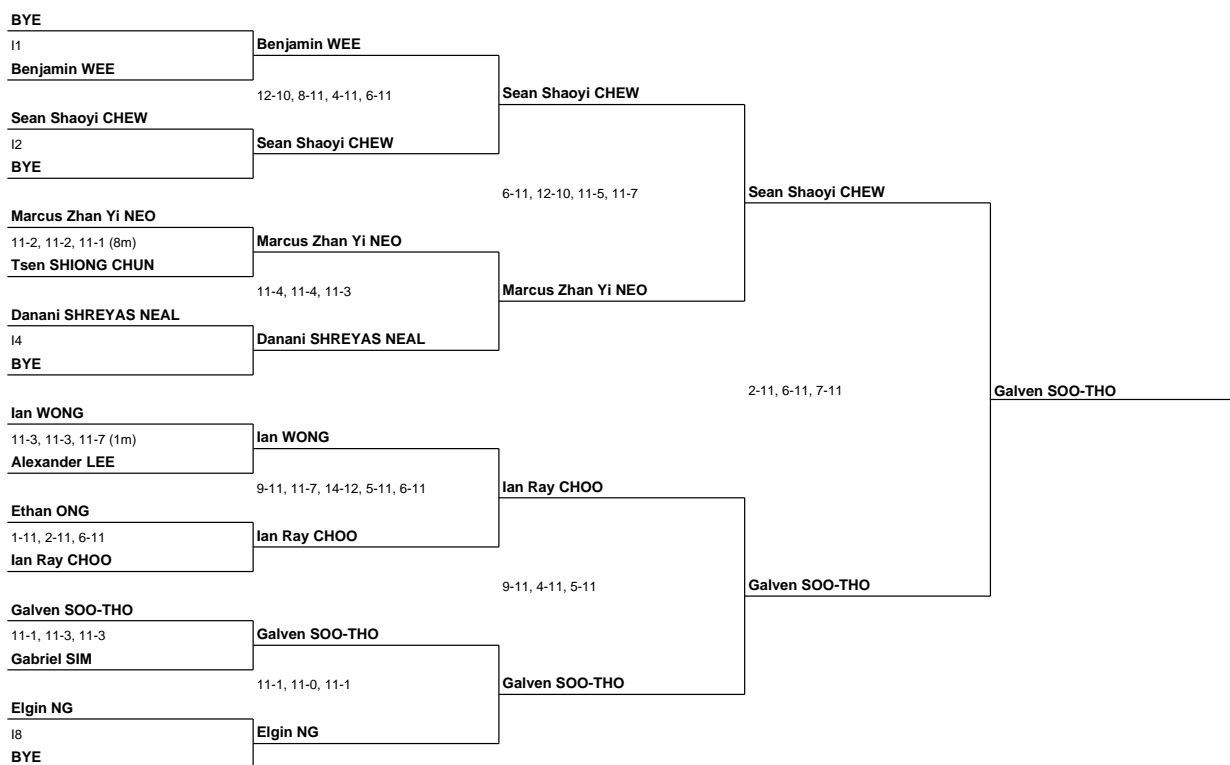 BYE
I1
Benjamin WEE
Benjamin WEE
12-10, 8-11, 4-11, 6-11
Sean Shaoyi CHEW
Sean Shaoyi CHEW
I2
Sean Shaoyi CHEW
BYE
6-11, 12-10, 11-5, 11-7
Sean Shaoyi CHEW
Marcus Zhan Yi NEO
11-2, 11-2, 11-1 (8m)
Marcus Zhan Yi NEO
Tsen SHIONG CHUN
11-4, 11-4, 11-3
Marcus Zhan Yi NEO
Danani SHREYAS NEAL
I4
Danani SHREYAS NEAL
BYE
2-11, 6-11, 7-11
Galven SOO-THO
Ian WONG
11-3, 11-3, 11-7 (1m)
Ian WONG
Alexander LEE
9-11, 11-7, 14-12, 5-11, 6-11
Ian Ray CHOO
Ethan ONG
1-11, 2-11, 6-11
Ian Ray CHOO
Ian Ray CHOO
9-11, 4-11, 5-11
Galven SOO-THO
Galven SOO-THO
11-1, 11-3, 11-3
Galven SOO-THO
Gabriel SIM
11-1, 11-0, 11-1
Galven SOO-THO
Elgin NG
I8
Elgin NG
BYE